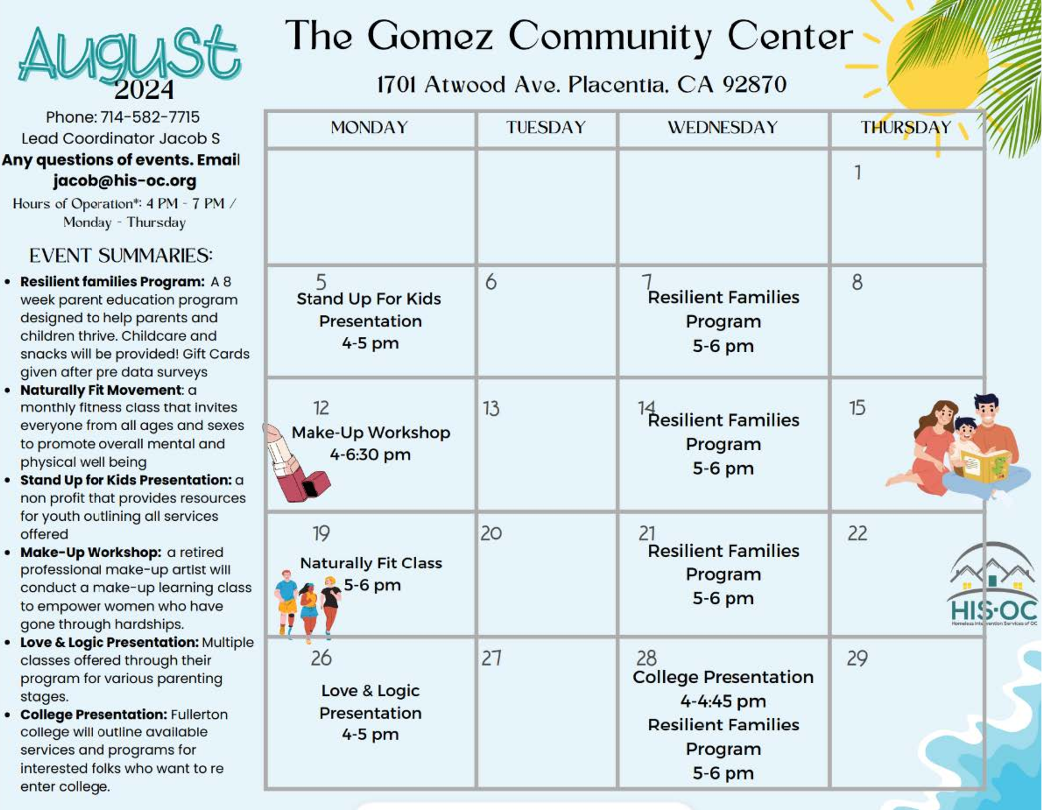 August
2024
Phone: 714-582-7715
Lead Coordinator Jacob S
Any questions of events. Email
jacob@his-oc.org
Hours of Operation*: 4 PM - 7 PM /
Monday - Thursday
EVENT SUMMARIES:
• Resilient families Program: A 8
week parent education program
designed to help parents and
children thrive. Childcare and
snacks will be provided! Gift Cards
given after pre data surveys
• Naturally Fit Movement: a
monthly fitness class that invites
everyone from all ages and sexes
to promote overall mental and
physical well being
• Stand Up for Kids Presentation: a
non profit that provides resources
for youth outlining all services
offered
• Make-Up Workshop: a retired
professional make-up artist will
conduct a make-up learning class
to empower women who have
gone through hardships.
• Love & Logic Presentation: Multiple
classes offered through their
program for various parenting
stages.
• College Presentation: Fullerton
college will outline available
services and programs for
interested folks who want to re
enter college.
The Gomez Community Center
1701 Atwood Ave. Placentia, CA 92870
MONDAY TUESDAY WEDNESDAY THURSDAY
1
5
Stand Up For Kids
Presentation
4-5 pm
6
7
Resilient Families
Program
5-6 pm
8
12
Make-Up Workshop
4-6:30 pm
13
14
Resilient Families
Program
5-6 pm
15
19
Naturally Fit Class
5-6 pm
20
21
Resilient Families
Program
5-6 pm
22
HIS·OC
Homeless Intervention Services of OC
26
Love & Logic
Presentation
4-5 pm
27
28
College Presentation
4-4:45 pm
Resilient Families
Program
5-6 pm
29